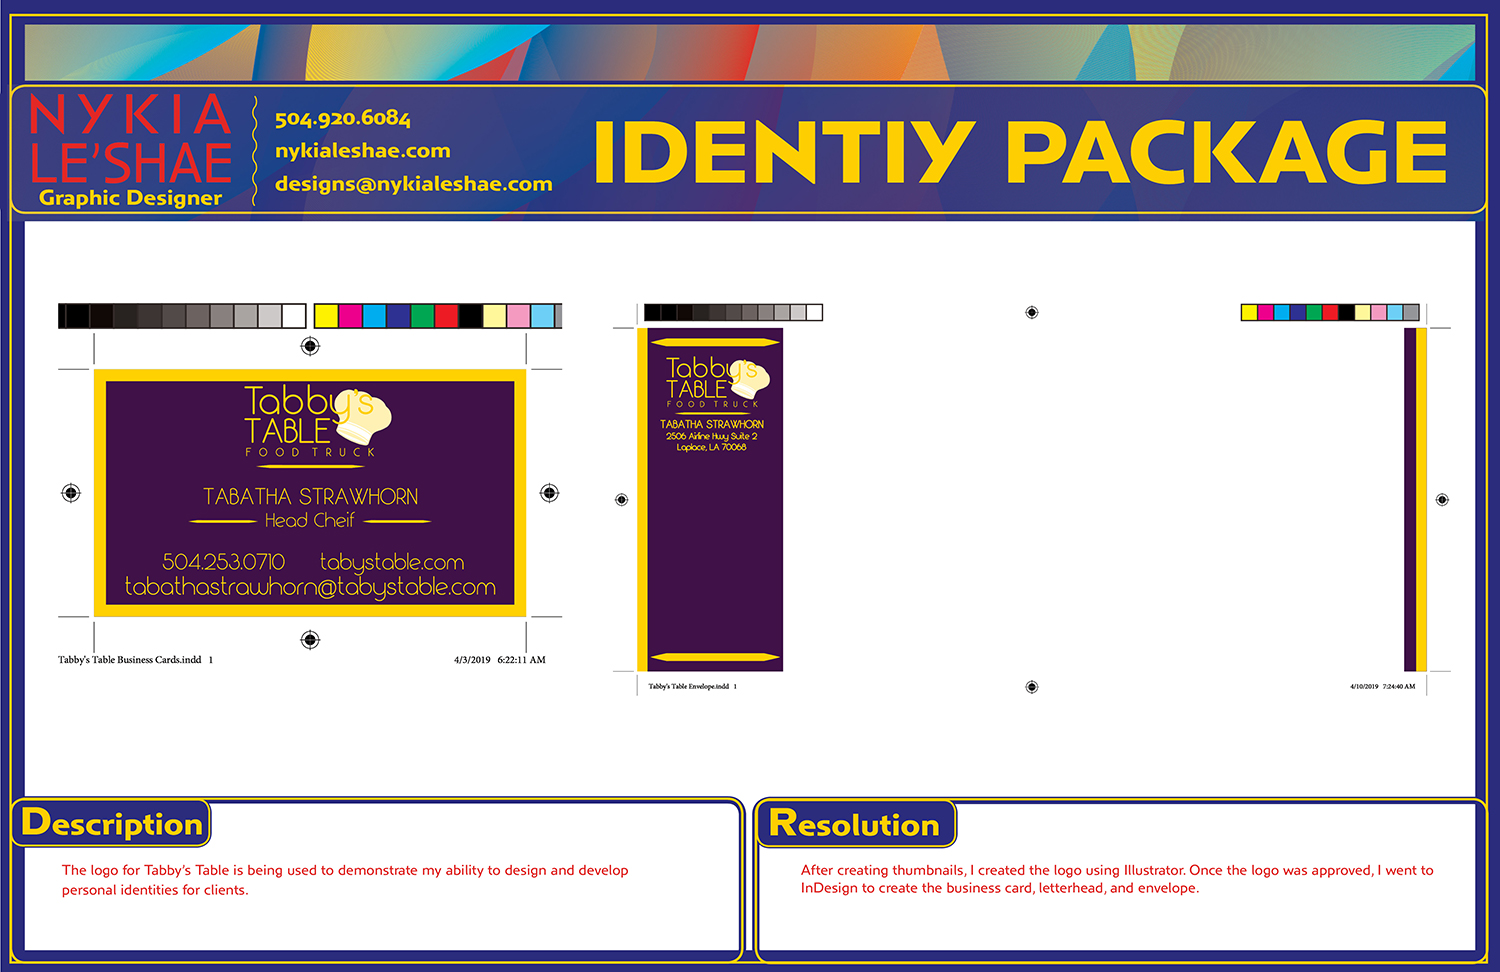 NYKIA
LE'SHAE
Graphic Designer
504.920.6084
nykialeshae.com
designs@nykialeshae.com
IDENTIY PACKAGE
Tabby's
TABLE
FOOD TRUCK
TABATHA STRAWHORN
Head Cheif
504.253.0710 tabystable.com
tabathastrawhorn@tabystable.com
Tabby's Table Business Cards.indd 1
4/3/2019 6:22:11 AM
Tabby's
TABLE
FOOD TRUCK
TABATHA STRAWHORN
2506 Airline Hwy Suite 2
Laplace, LA 70068
Tabby's Table Envelope.indd 1
4/10/2019 7:24:40 AM
Description
The logo for Tabby's Table is being used to demonstrate my ability to design and develop
personal identities for clients.
Resolution
After creating thumbnails, I created the logo using Illustrator. Once the logo was approved, I went to
InDesign to create the business card, letterhead, and envelope.